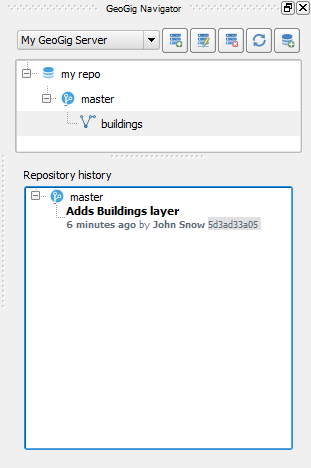 GeoGig Navigator
My GeoGig Server
my repo
master
buildings
Repository history
master
Adds Buildings layer
6 minutes ago by John Snow 5d3ad33a05